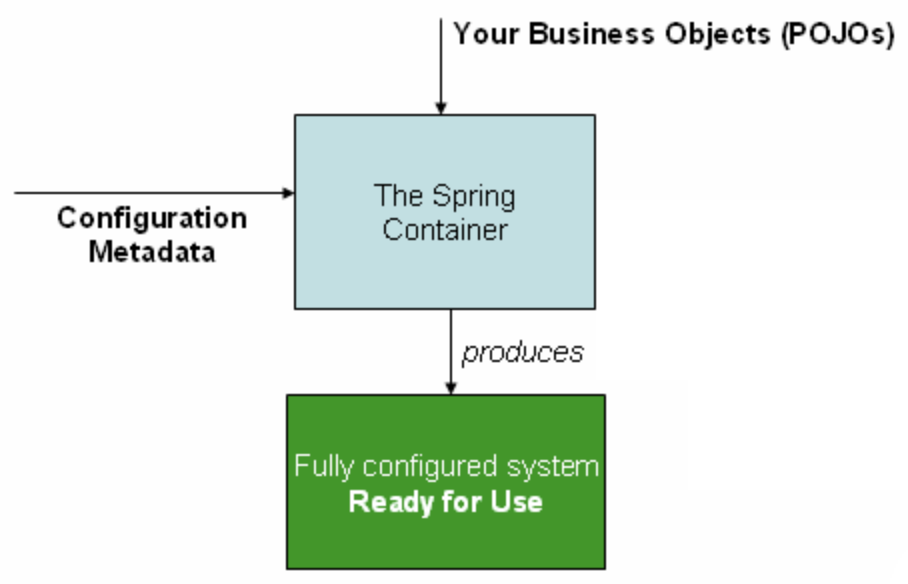 Your Business Objects (POJOs)
The Spring
Container
Configuration
Metadata
produces
Fully configured system
Ready for Use